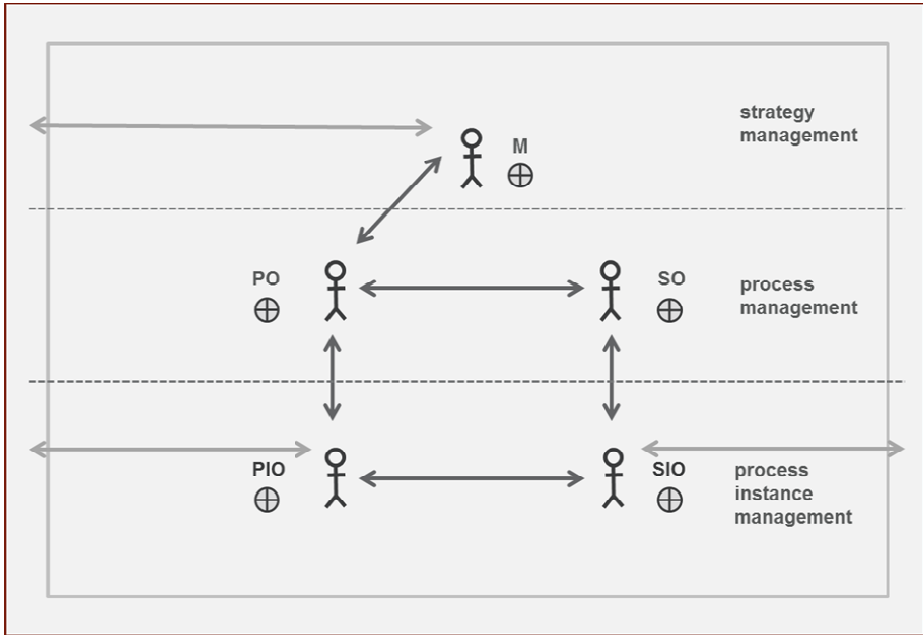 strategy
management
M
PO
SO
process
management
PIO
SIO
process
instance
management